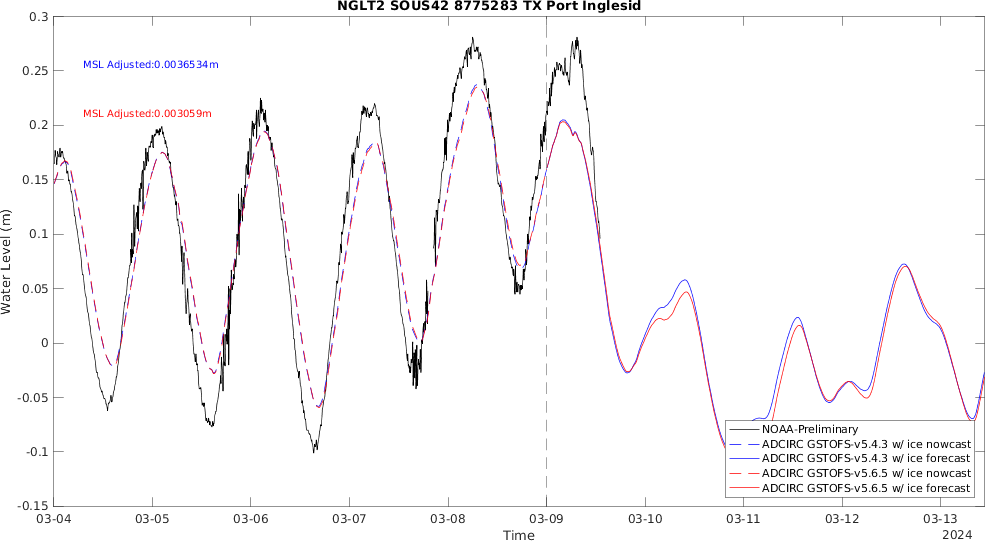 NGLT2 SOUS42 8775283 TX Port Inglesid
0.3
0.25
0.2
0.15
0.1
0.05
0
-0.05
-0.1
-0.15
Water Level (m)
MSL Adjusted:0.0036534m
MSL Adjusted:0.003059m
NOAA-Preliminary
ADCIRC GSTOFS-v5.4.3 w/ ice nowcast
ADCIRC GSTOFS-v5.4.3 w/ ice forecast
ADCIRC GSTOFS-v5.6.5 w/ ice nowcast
ADCIRC GSTOFS-v5.6.5 w/ ice forecast
03-04 03-05 03-06 03-07 03-08 03-09 03-10 03-11 03-12 03-13
Time
2024